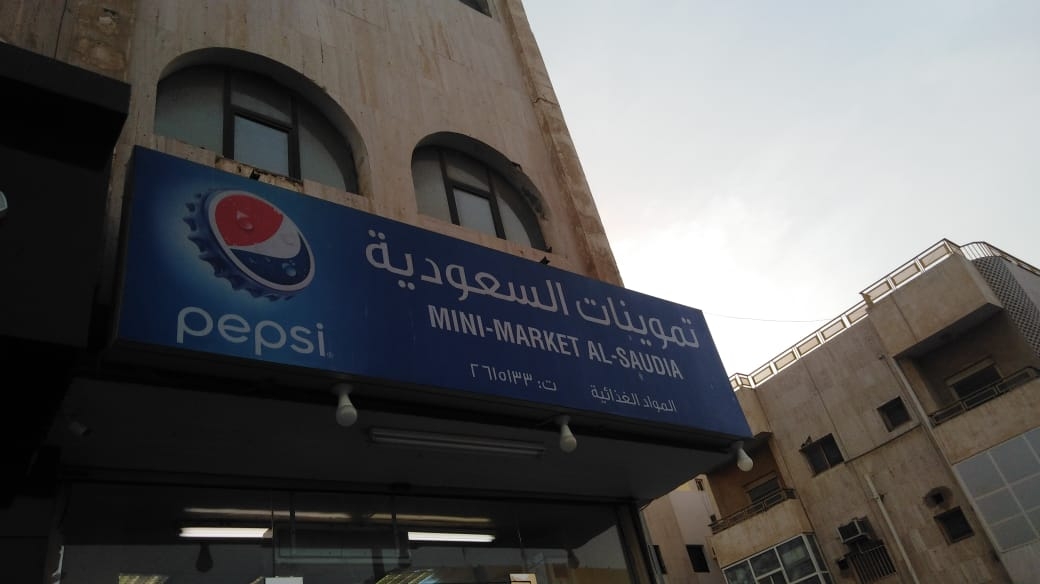 تموينات السعودية
MINI-MARKET AL-SAUDIA
المواد الغذائية ت: ٢٦١٥١٣٣
pepsi